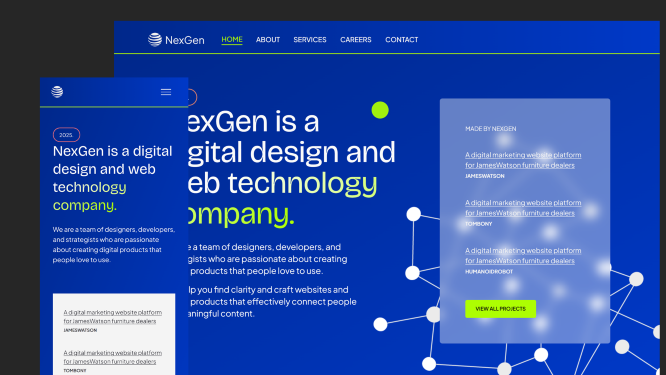 NexGen HOME ABOUT SERVICES CAREERS CONTACT
exGen is a
gital design and
eb technology
ompany.
e a team of designers, developers, and
gists who are passionate about creating
products that people love to use.
lp you find clarity and craft websites and
products that effectively connect people
aningful content.
MADE BY NEXGEN
A digital marketing website platform
for JamesWatson furniture dealers
JAMESWATSON
A digital marketing website platform
for JamesWatson furniture dealers
TOMBONY
A digital marketing website platform
for JamesWatson furniture dealers
HUMANOIDROBOT
VIEW ALL PROJECTS
2025.
NexGen is a digital
design and web
technology
company.
We are a team of designers, developers,
and strategists who are passionate
about creating digital products that
people love to use.
A digital marketing website platform
for JamesWatson furniture dealers
JAMESWATSON
A digital marketing website platform
for JamesWatson furniture dealers
TOMBONY